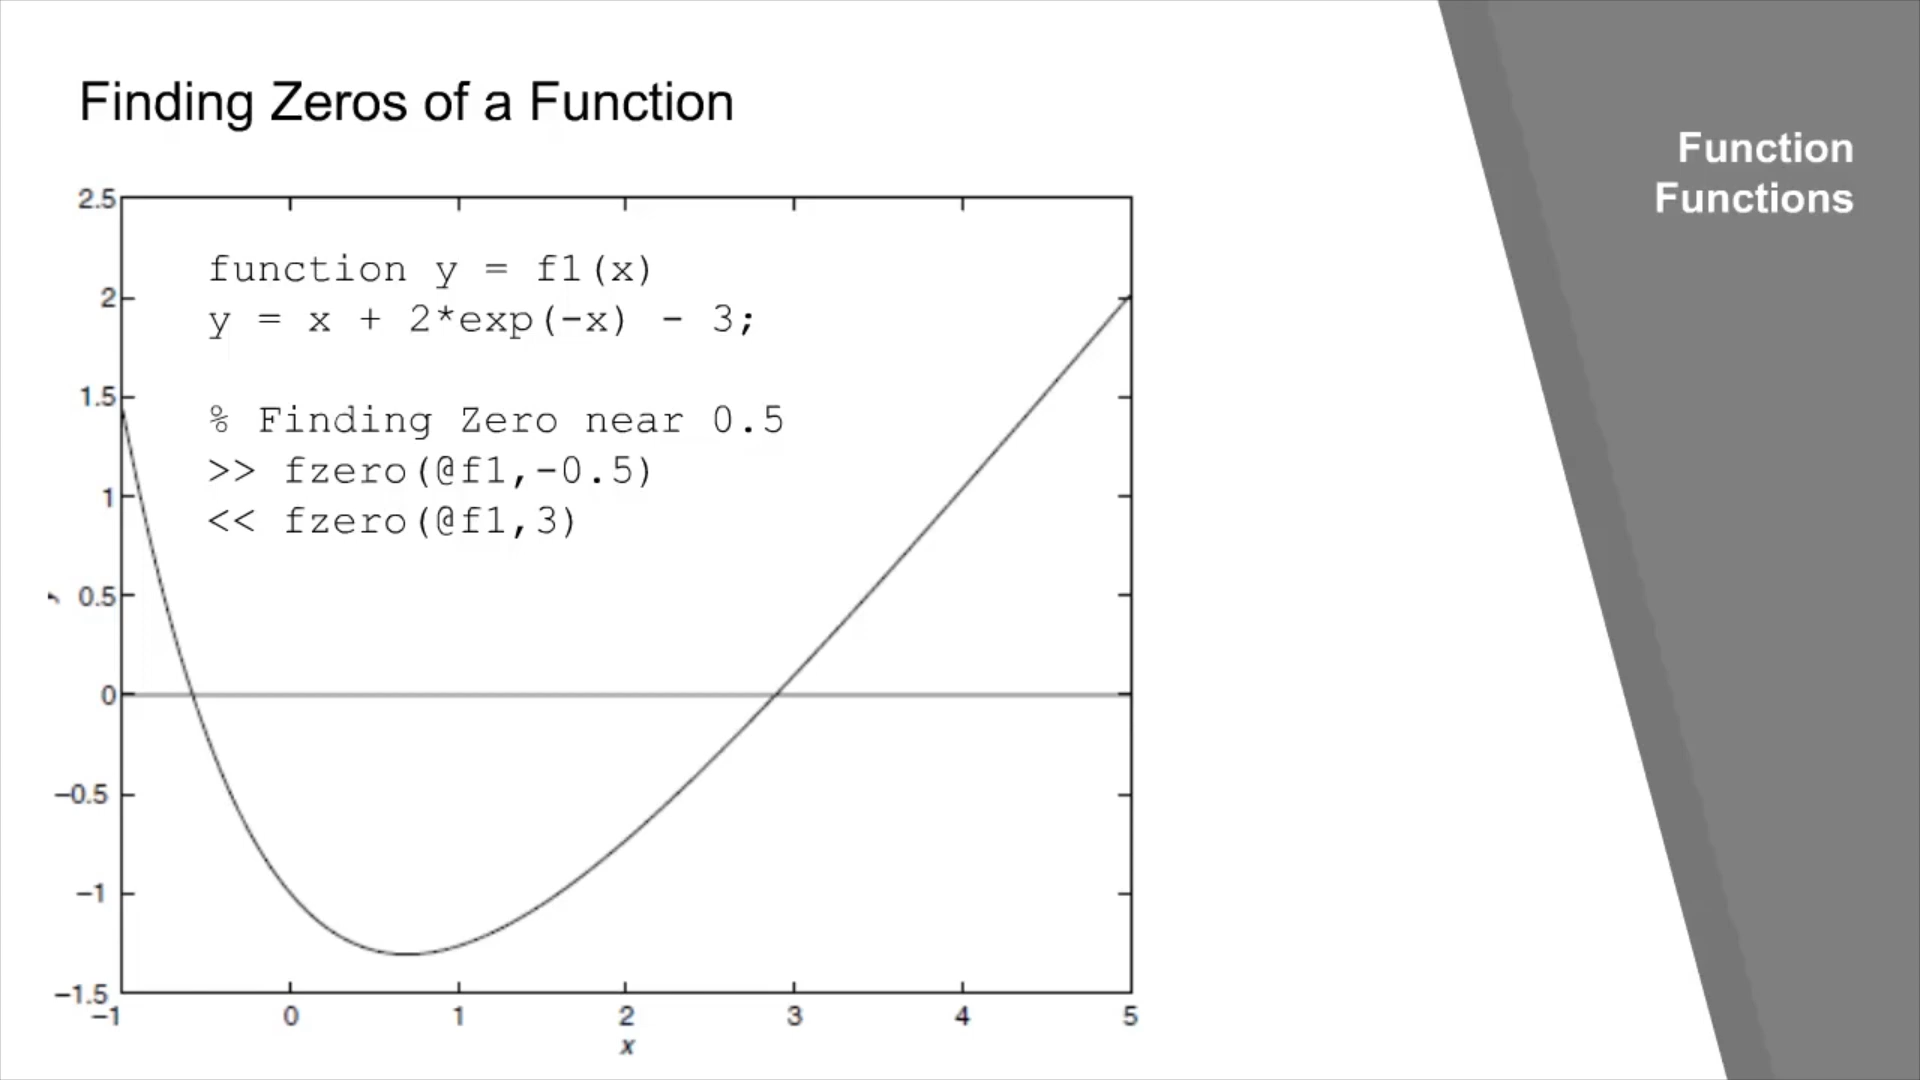 Finding Zeros of a Function
Function
Functions
2.5
function y = f1(x)
2
y = x + 2*exp(-x) - 3;
1.5
% Finding Zero near 0.5
>> fzero(@f1,-0.5)
1
<< fzero(@f1,3)
0.5
0
−0.5
−1
−1.5
−1 0 1 2 3 4 5
x